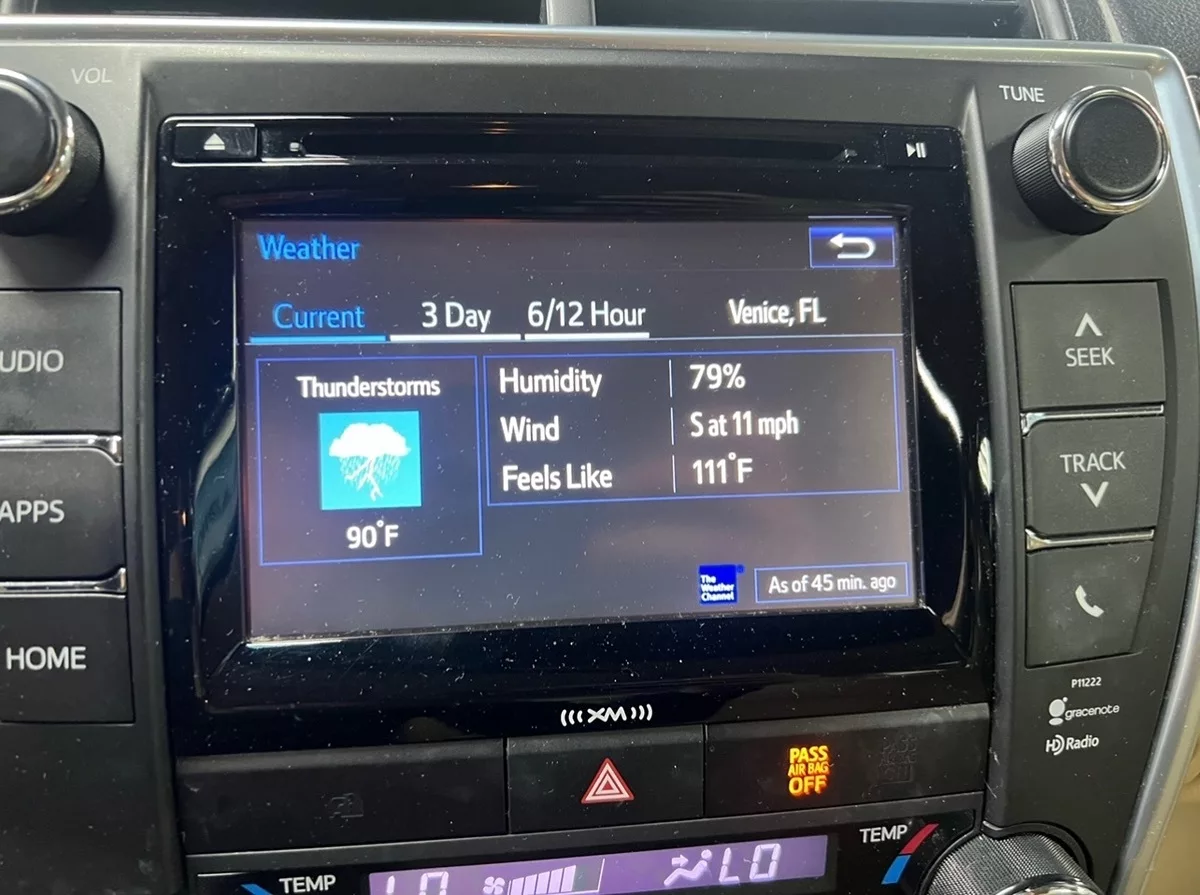 VOL
TUNE
Weather
Current
3 Day
6/12 Hour
Venice, FL
Thunderstorms
90°F
Humidity 79%
Wind S at 11 mph
Feels Like 111°F
The
Weather
Channel
As of 45 min. ago
UDIO
APPS
HOME
SEEK
TRACK
P11222
gracenote
HD Radio
XM
PASS
AIR BAG
OFF
TEMP
LO
LO
TEMP